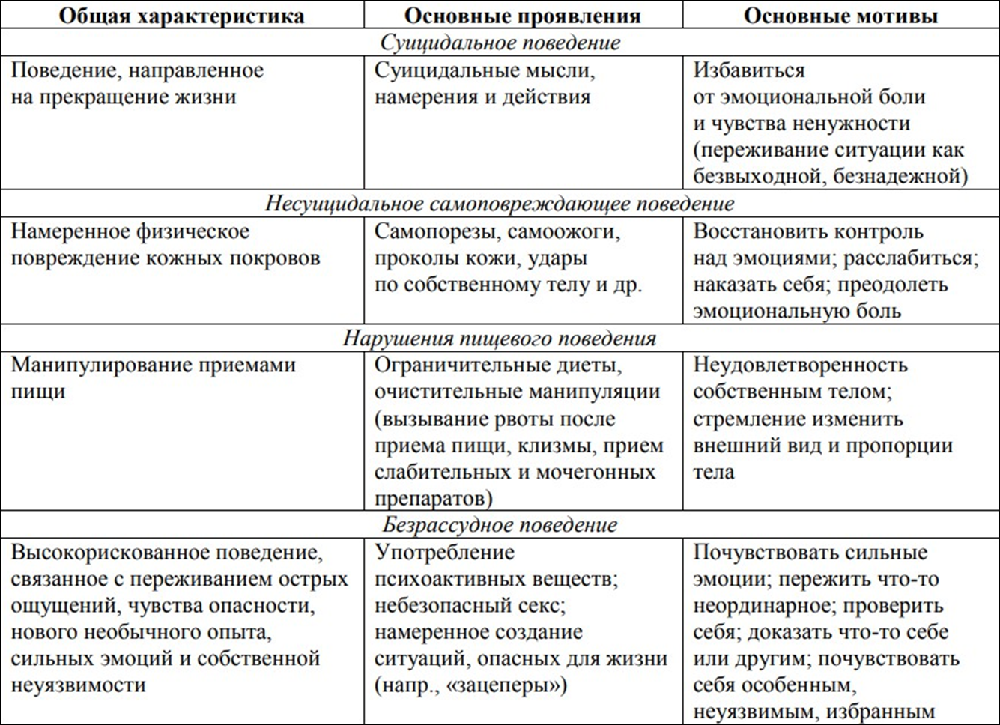 Общая характеристика Основные проявления Основные мотивы
Суицидальное поведение
Поведение, направленное
на прекращение жизни
Суицидальные мысли,
намерения и действия
Избавиться
от эмоциональной боли
и чувства ненужности
(переживание ситуации как
безвыходной, безнадежной)
Несуицидальное самоповреждающее поведение
Намеренное физическое
повреждение кожных покровов
Самопорезы, самоожоги,
проколы кожи, удары
по собственному телу и др.
Восстановить контроль
над эмоциями; расслабиться;
наказать себя; преодолеть
эмоциональную боль
Нарушения пищевого поведения
Манипулирование приемами
пищи
Ограничительные диеты,
очистительные манипуляции
(вызывание рвоты после
приема пищи, клизмы, прием
слабительных и мочегонных
препаратов)
Неудовлетворенность
собственным телом;
стремление изменить
внешний вид и пропорции
тела
Безрассудное поведение
Высокорискованное поведение,
связанное с переживанием острых
ощущений, чувства опасности,
нового необычного опыта,
сильных эмоций и собственной
неуязвимости
Употребление
психоактивных веществ;
небезопасный секс;
намеренное создание
ситуаций, опасных для жизни
(напр., «зацеперы»)
Почувствовать сильные
эмоции; пережить что-то
неординарное; проверить
себя; доказать что-то себе
или другим; почувствовать
себя особенным,
неуязвимым, избранным